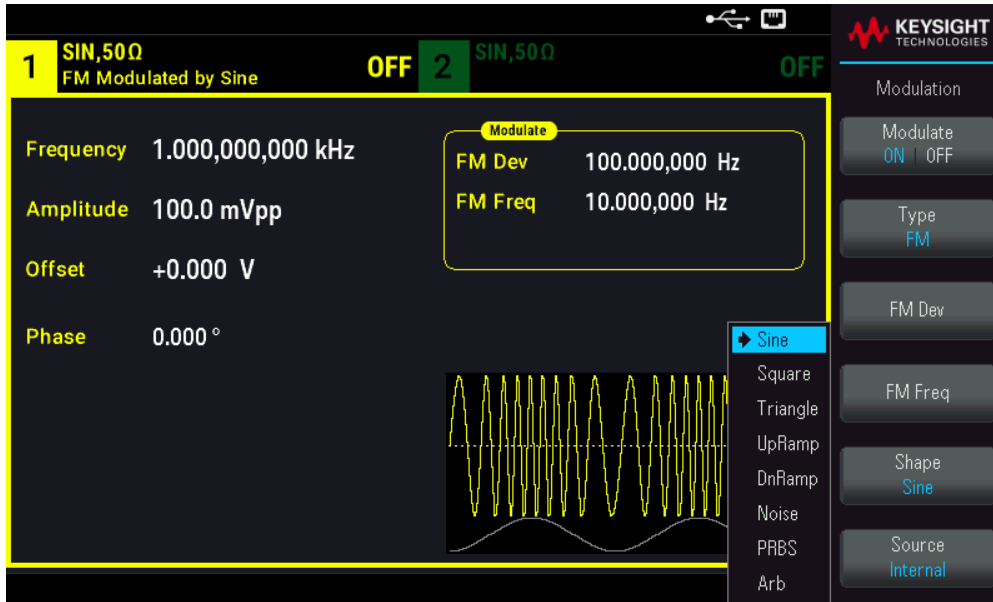 KEYSIGHT
TECHNOLOGIES
1
SIN,50Ω
FM Modulated by Sine
OFF
2
SIN,50Ω
OFF
Frequency 1.000,000,000 kHz
Amplitude 100.0 mVpp
Offset +0.000 V
Phase 0.000 °
Modulate
FM Dev 100.000,000 Hz
FM Freq 10.000,000 Hz
Sine
Square
Triangle
UpRamp
DnRamp
Noise
PRBS
Arb
Modulation
Modulate
ON | OFF
Type
FM
FM Dev
FM Freq
Shape
Sine
Source
Internal